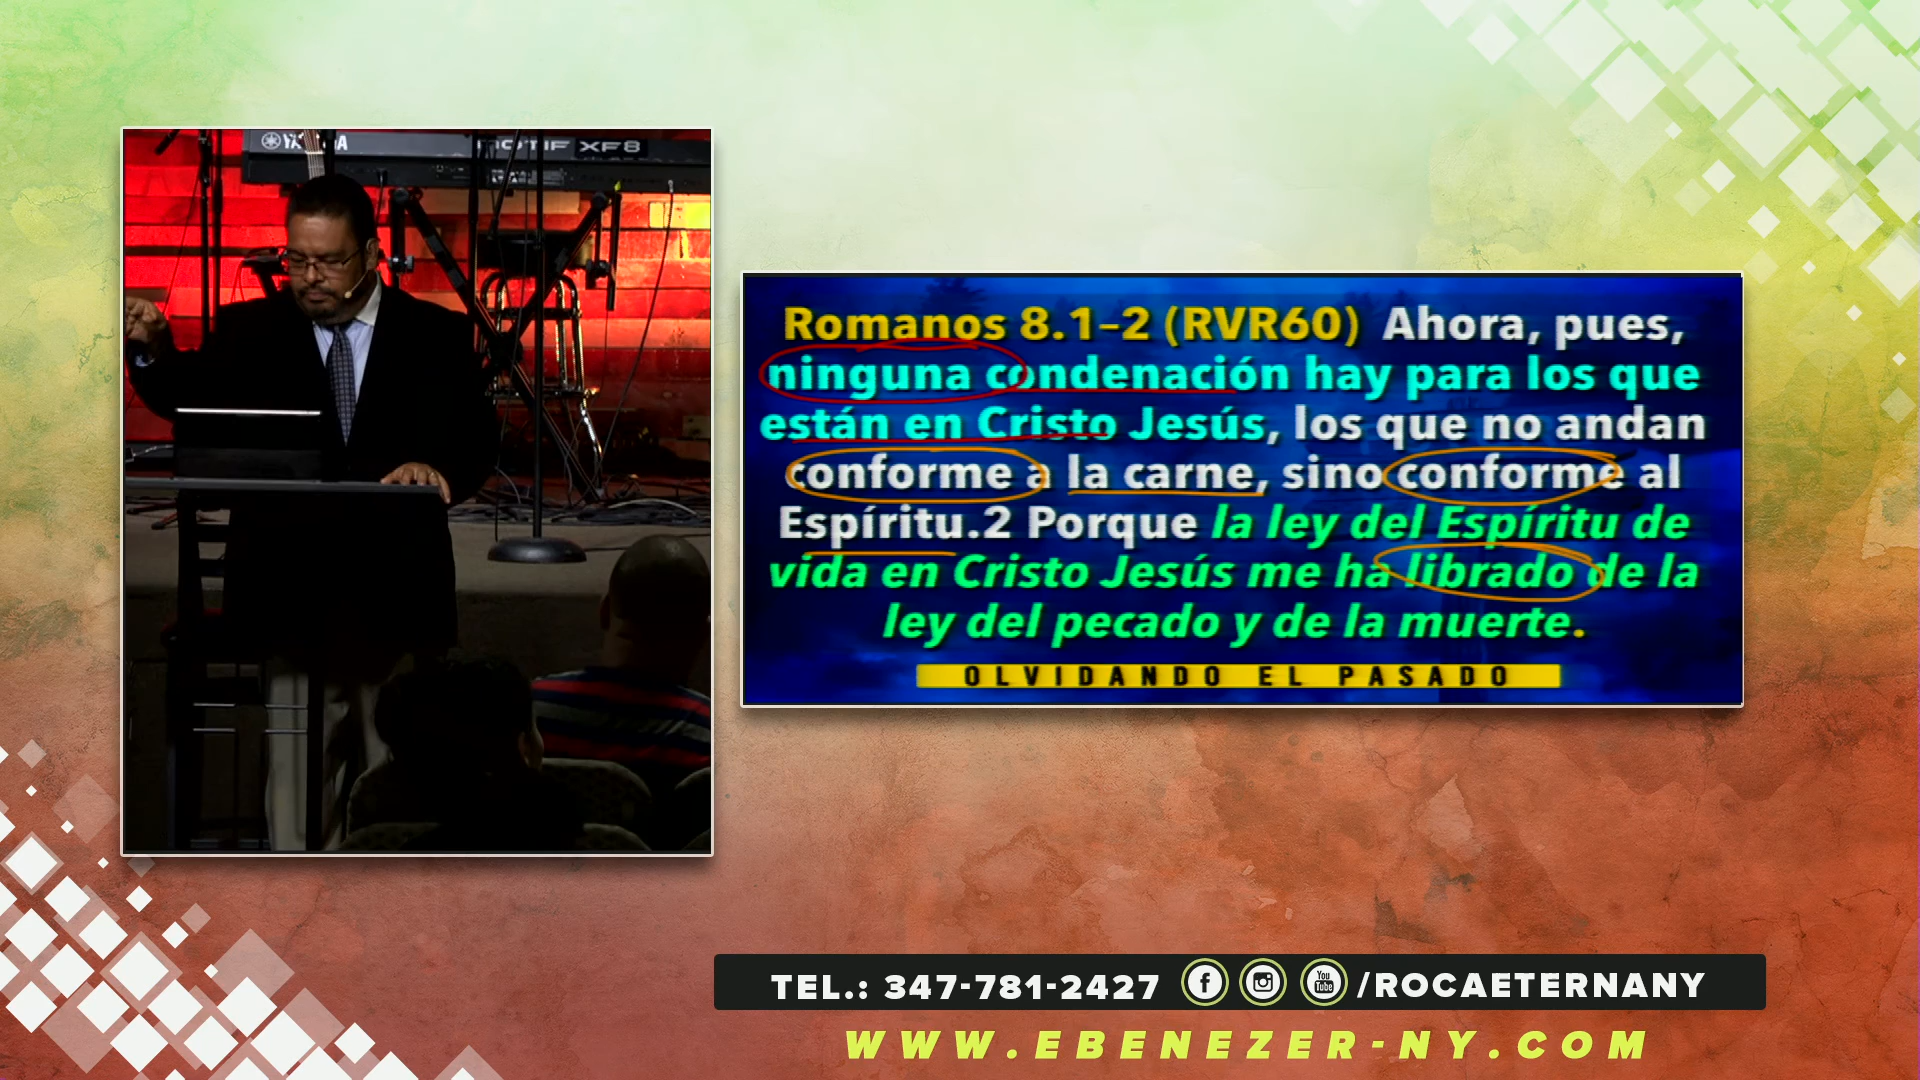 XF8
Romanos 8.1–2 (RVR60) Ahora, pues,
ninguna condenación hay para los que
están en Cristo Jesús, los que no andan
conforme a la carne, sino conforme al
Espíritu.2 Porque la ley del Espíritu de
vida en Cristo Jesús me ha librado de la
ley del pecado y de la muerte.
OLVIDANDO EL PASADO
TEL.: 347-781-2427 f You Tube /ROCAETERNANY
WWW.EBENEZER-NY.COM